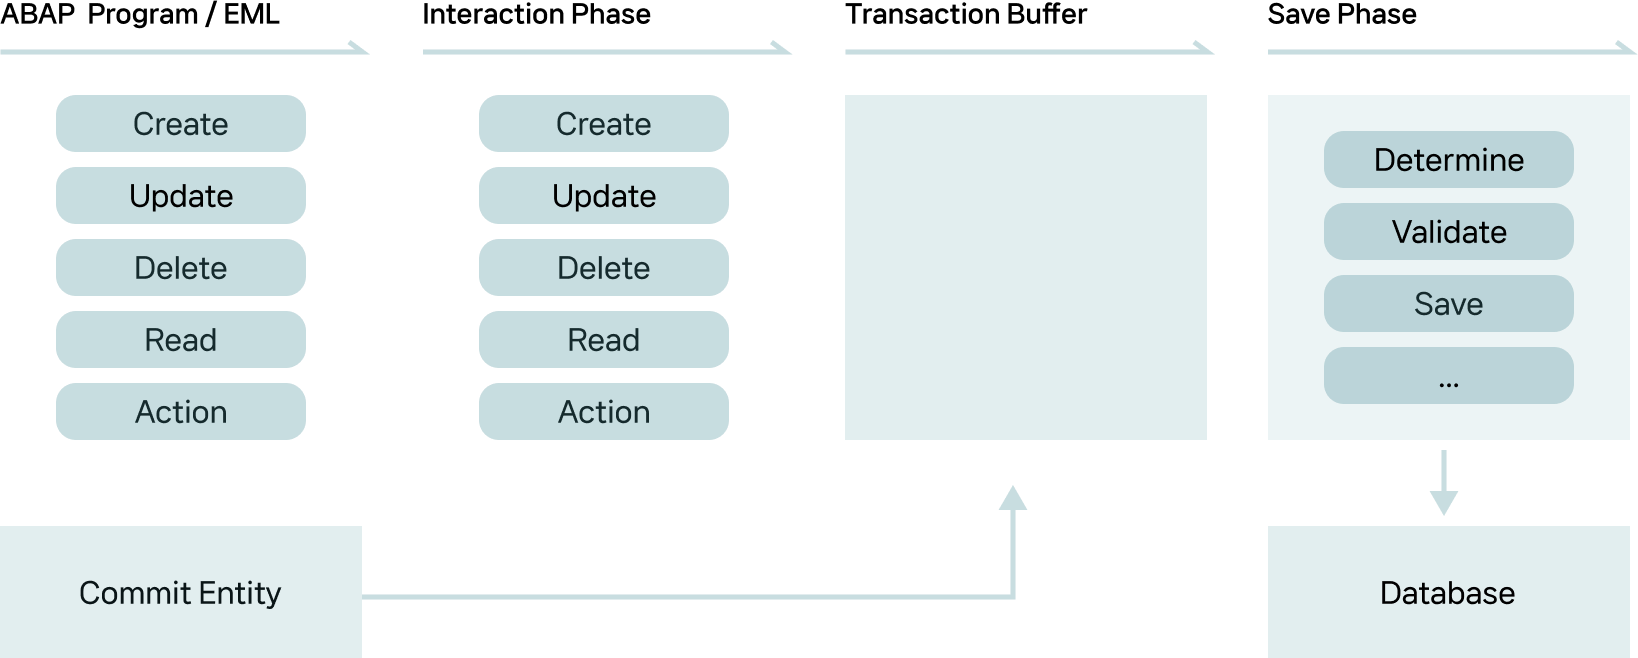 ABAP Program / EML
Create
Update
Delete
Read
Action
Commit Entity
Interaction Phase
Create
Update
Delete
Read
Action
Transaction Buffer
Save Phase
Determine
Validate
Save
...
Database